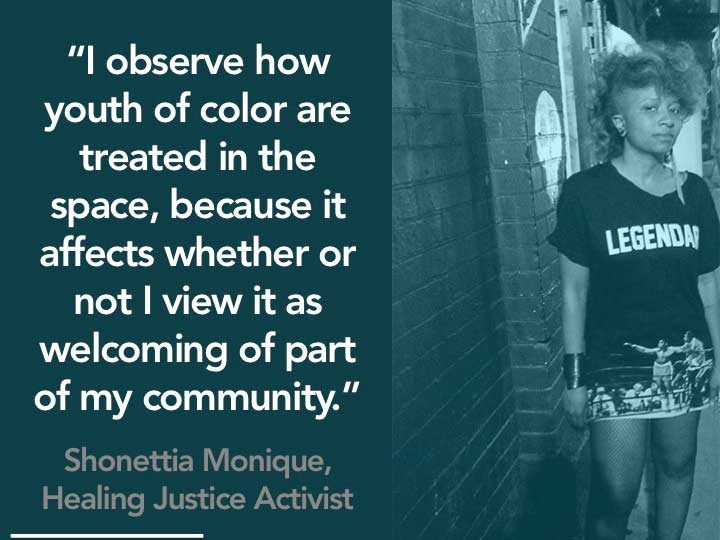 “I observe how
youth of color are
treated in the
space, because it
affects whether or
not I view it as
welcoming of part
of my community.”
Shonettia Monique,
Healing Justice Activist
LEGENDAR